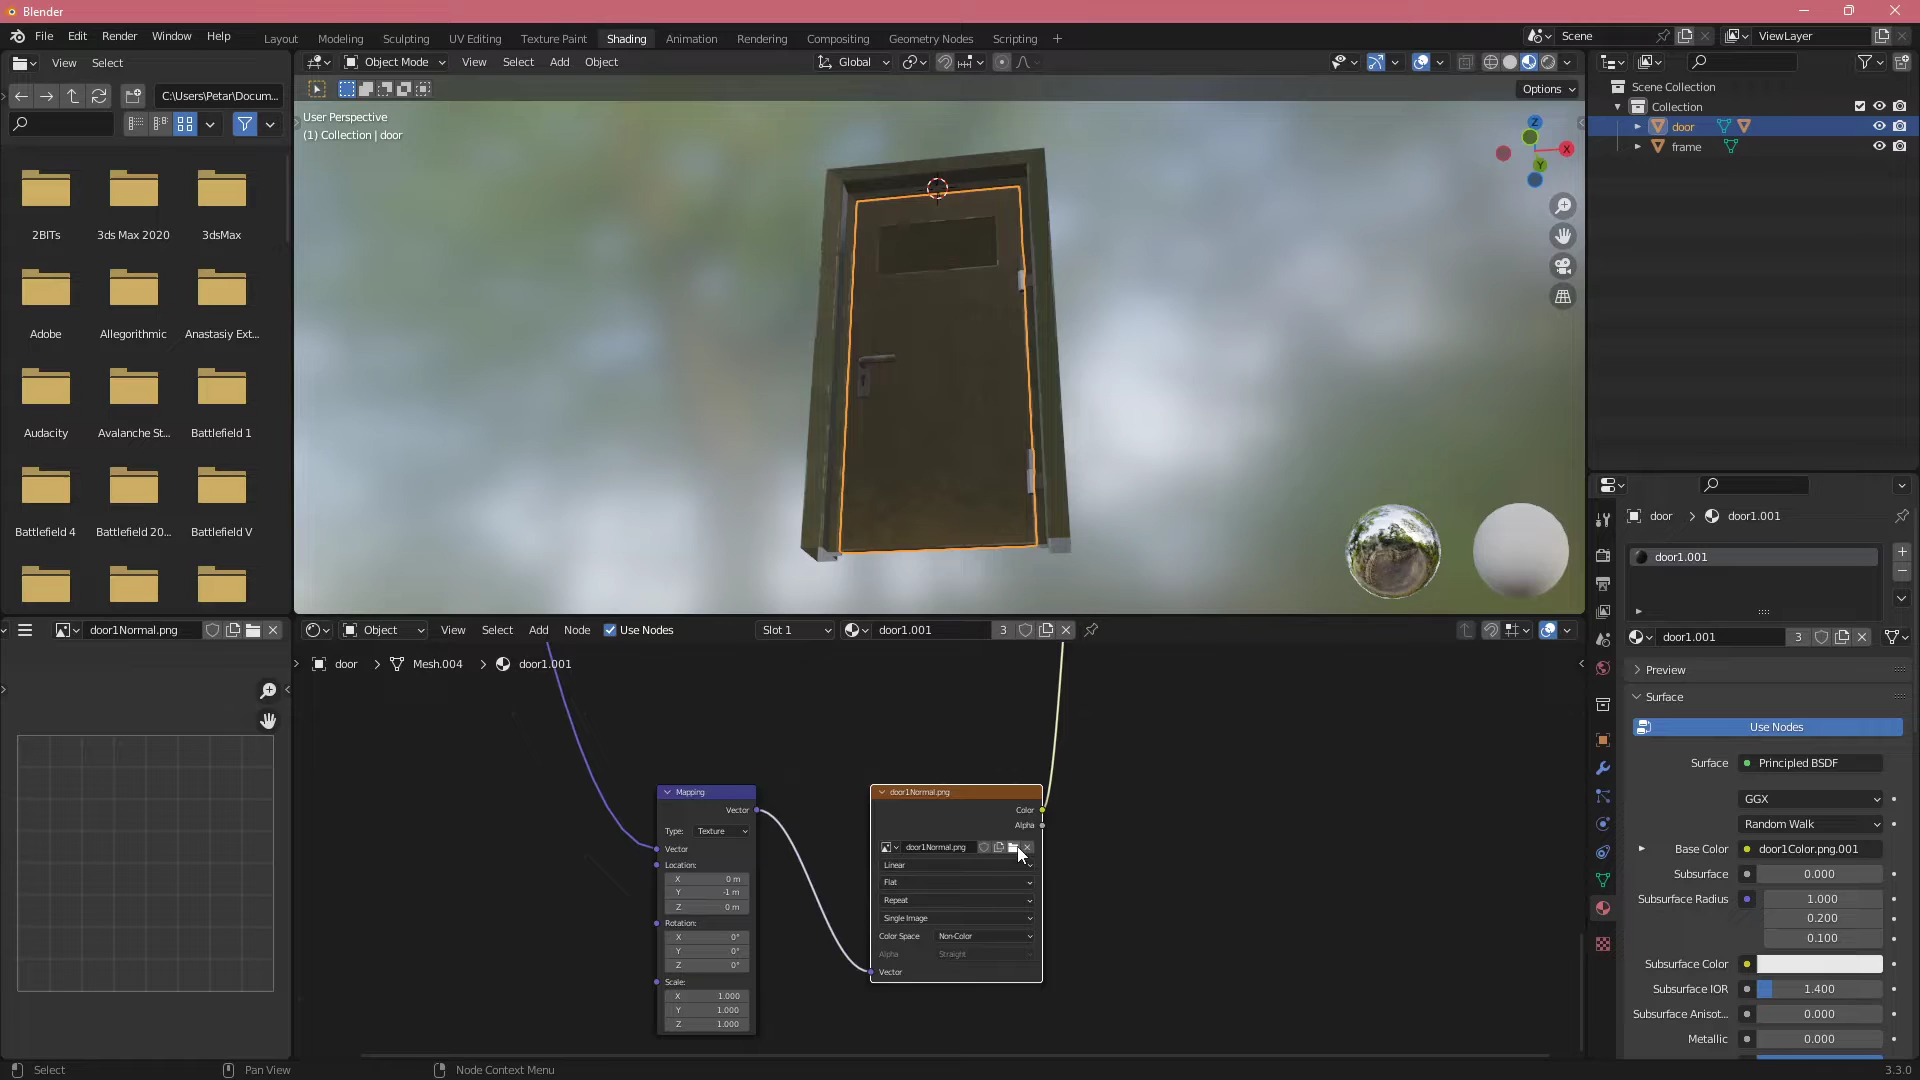 Blender
File Edit Render Window Help
Layout Modeling Sculpting UV Editing Texture Paint Shading Animation Rendering Compositing Geometry Nodes Scripting +
Scene
ViewLayer
View Select
Object Mode View Select Add Object
Global
C:\Users\Petar\Docum...
Options
User Perspective
(1) Collection | door
Z
X
Y
Scene Collection
Collection
door
frame
2BITs
3ds Max 2020
3dsMax
Adobe
Allegorithmic
Anastasiy Ext...
Audacity
Avalanche St...
Battlefield 1
Battlefield 4
Battlefield 20...
Battlefield V
door1Normal.png
Object View Select Add Node Use Nodes Slot 1 door1.001 3
door > Mesh.004 > door1.001
Mapping
Vector
Type: Texture
Vector
Location:
X 0 m
Y -1 m
Z 0 m
Rotation:
X 0°
Y 0°
Z 0°
Scale:
X 1.000
Y 1.000
Z 1.000
door1Normal.png
Color
Alpha
door1Normal.png
Linear
Flat
Repeat
Single Image
Color Space Non-Color
Alpha Straight
Vector
door > door1.001
door1.001
door1.001 3
Preview
Surface
Use Nodes
Surface Principled BSDF
GGX
Random Walk
Base Color door1Color.png.001
Subsurface 0.000
Subsurface Radius 1.000
0.200
0.100
Subsurface Color
Subsurface IOR 1.400
Subsurface Anisot... 0.000
Metallic 0.000
Select
Pan View
Node Context Menu
3.3.0